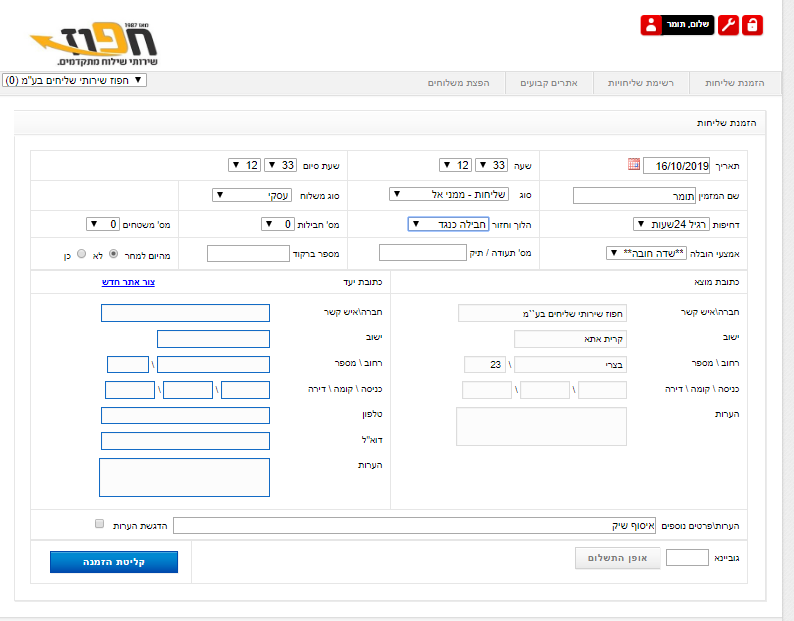 חפוז
מאז 1987
שירותי שילוח מתקדמים.
שלום, תומר
חפוז שירותי שליחים בע"מ (0)
הזמנת שליחות
רשימת שליחויות
אתרים קבועים
הפצת משלוחים
הזמנת שליחות
תאריך 16/10/2019 שעה 33 12 שעת סיום 33 12
שם המזמין תומר סוג שליחות - ממני אל סוג משלוח עסקי
דחיפות רגיל 24שעות הלוך וחזור חבילה כנגד מס' חבילות 0 מס' משטחים 0
אמצעי הובלה **שדה חובה** מס' תעודה / תיק מספר ברקוד מהיום למחר לא כן
כתובת מוצא
חברה\איש קשר חפוז שירותי שליחים בע``מ
ישוב קרית אתא
רחוב \ מספר בצרי \ 23
כניסה \ קומה \ דירה \ \
הערות
כתובת יעד צור אתר חדש
חברה\איש קשר
ישוב
רחוב \ מספר \
כניסה \ קומה \ דירה \ \
טלפון
דוא"ל
הערות
הערות\פרטים נוספים איסוף שיק הדגשת הערות
גוביינא אופן התשלום קליטת הזמנה